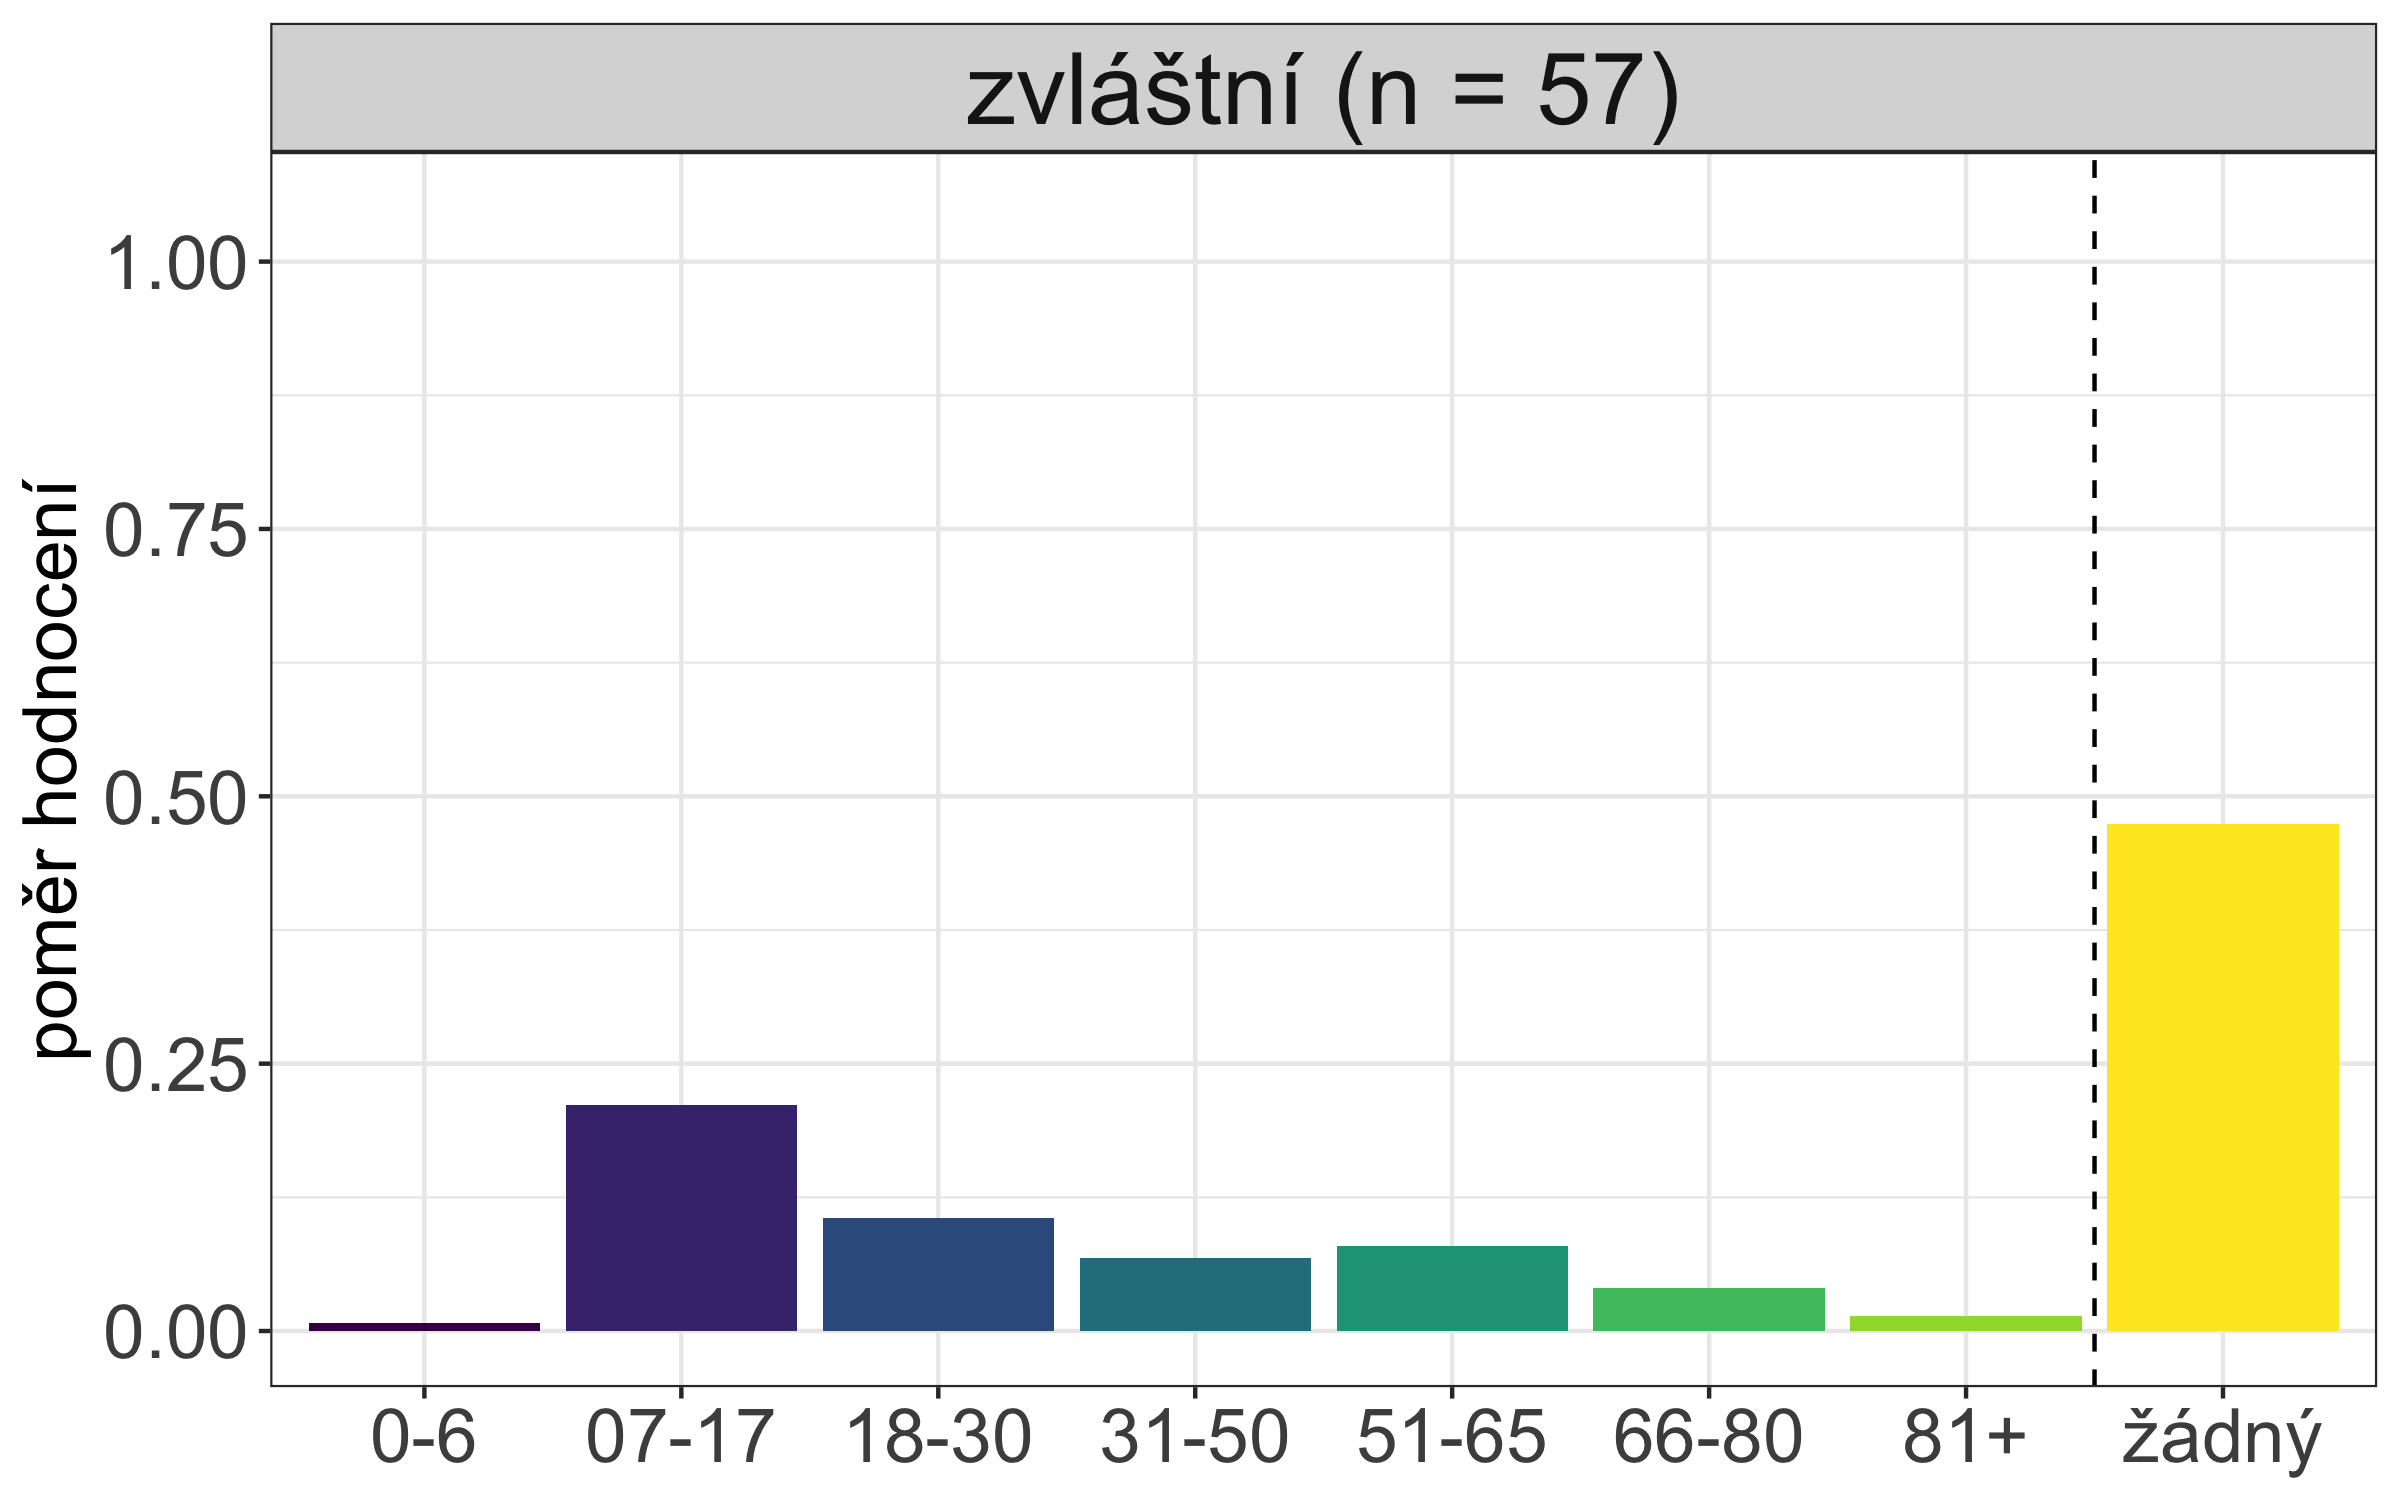 zvláštní (n = 57)
poměr hodnocení
1.00
0.75
0.50
0.25
0.00
0-6 07-17 18-30 31-50 51-65 66-80 81+ žádný